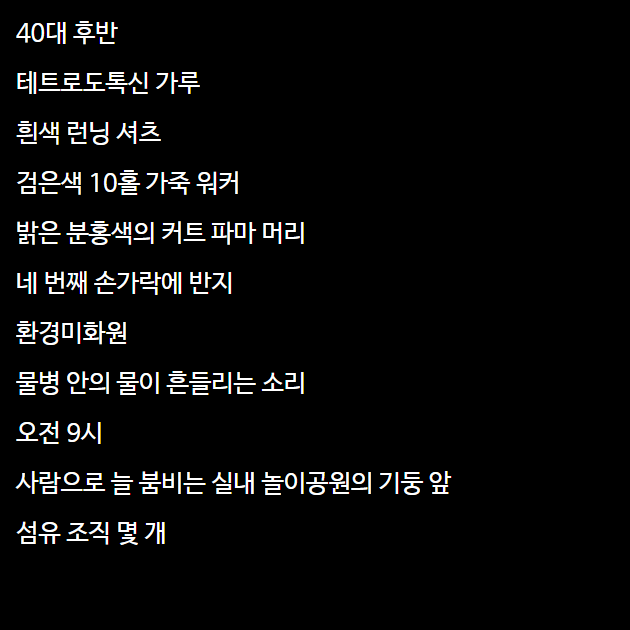 40대 후반
테트로도톡신 가루
흰색 런닝 셔츠
검은색 10홀 가죽 워커
밝은 분홍색의 커트 파마 머리
네 번째 손가락에 반지
환경미화원
물병 안의 물이 흔들리는 소리
오전 9시
사람으로 늘 붐비는 실내 놀이공원의 기둥 앞
섬유 조직 몇 개